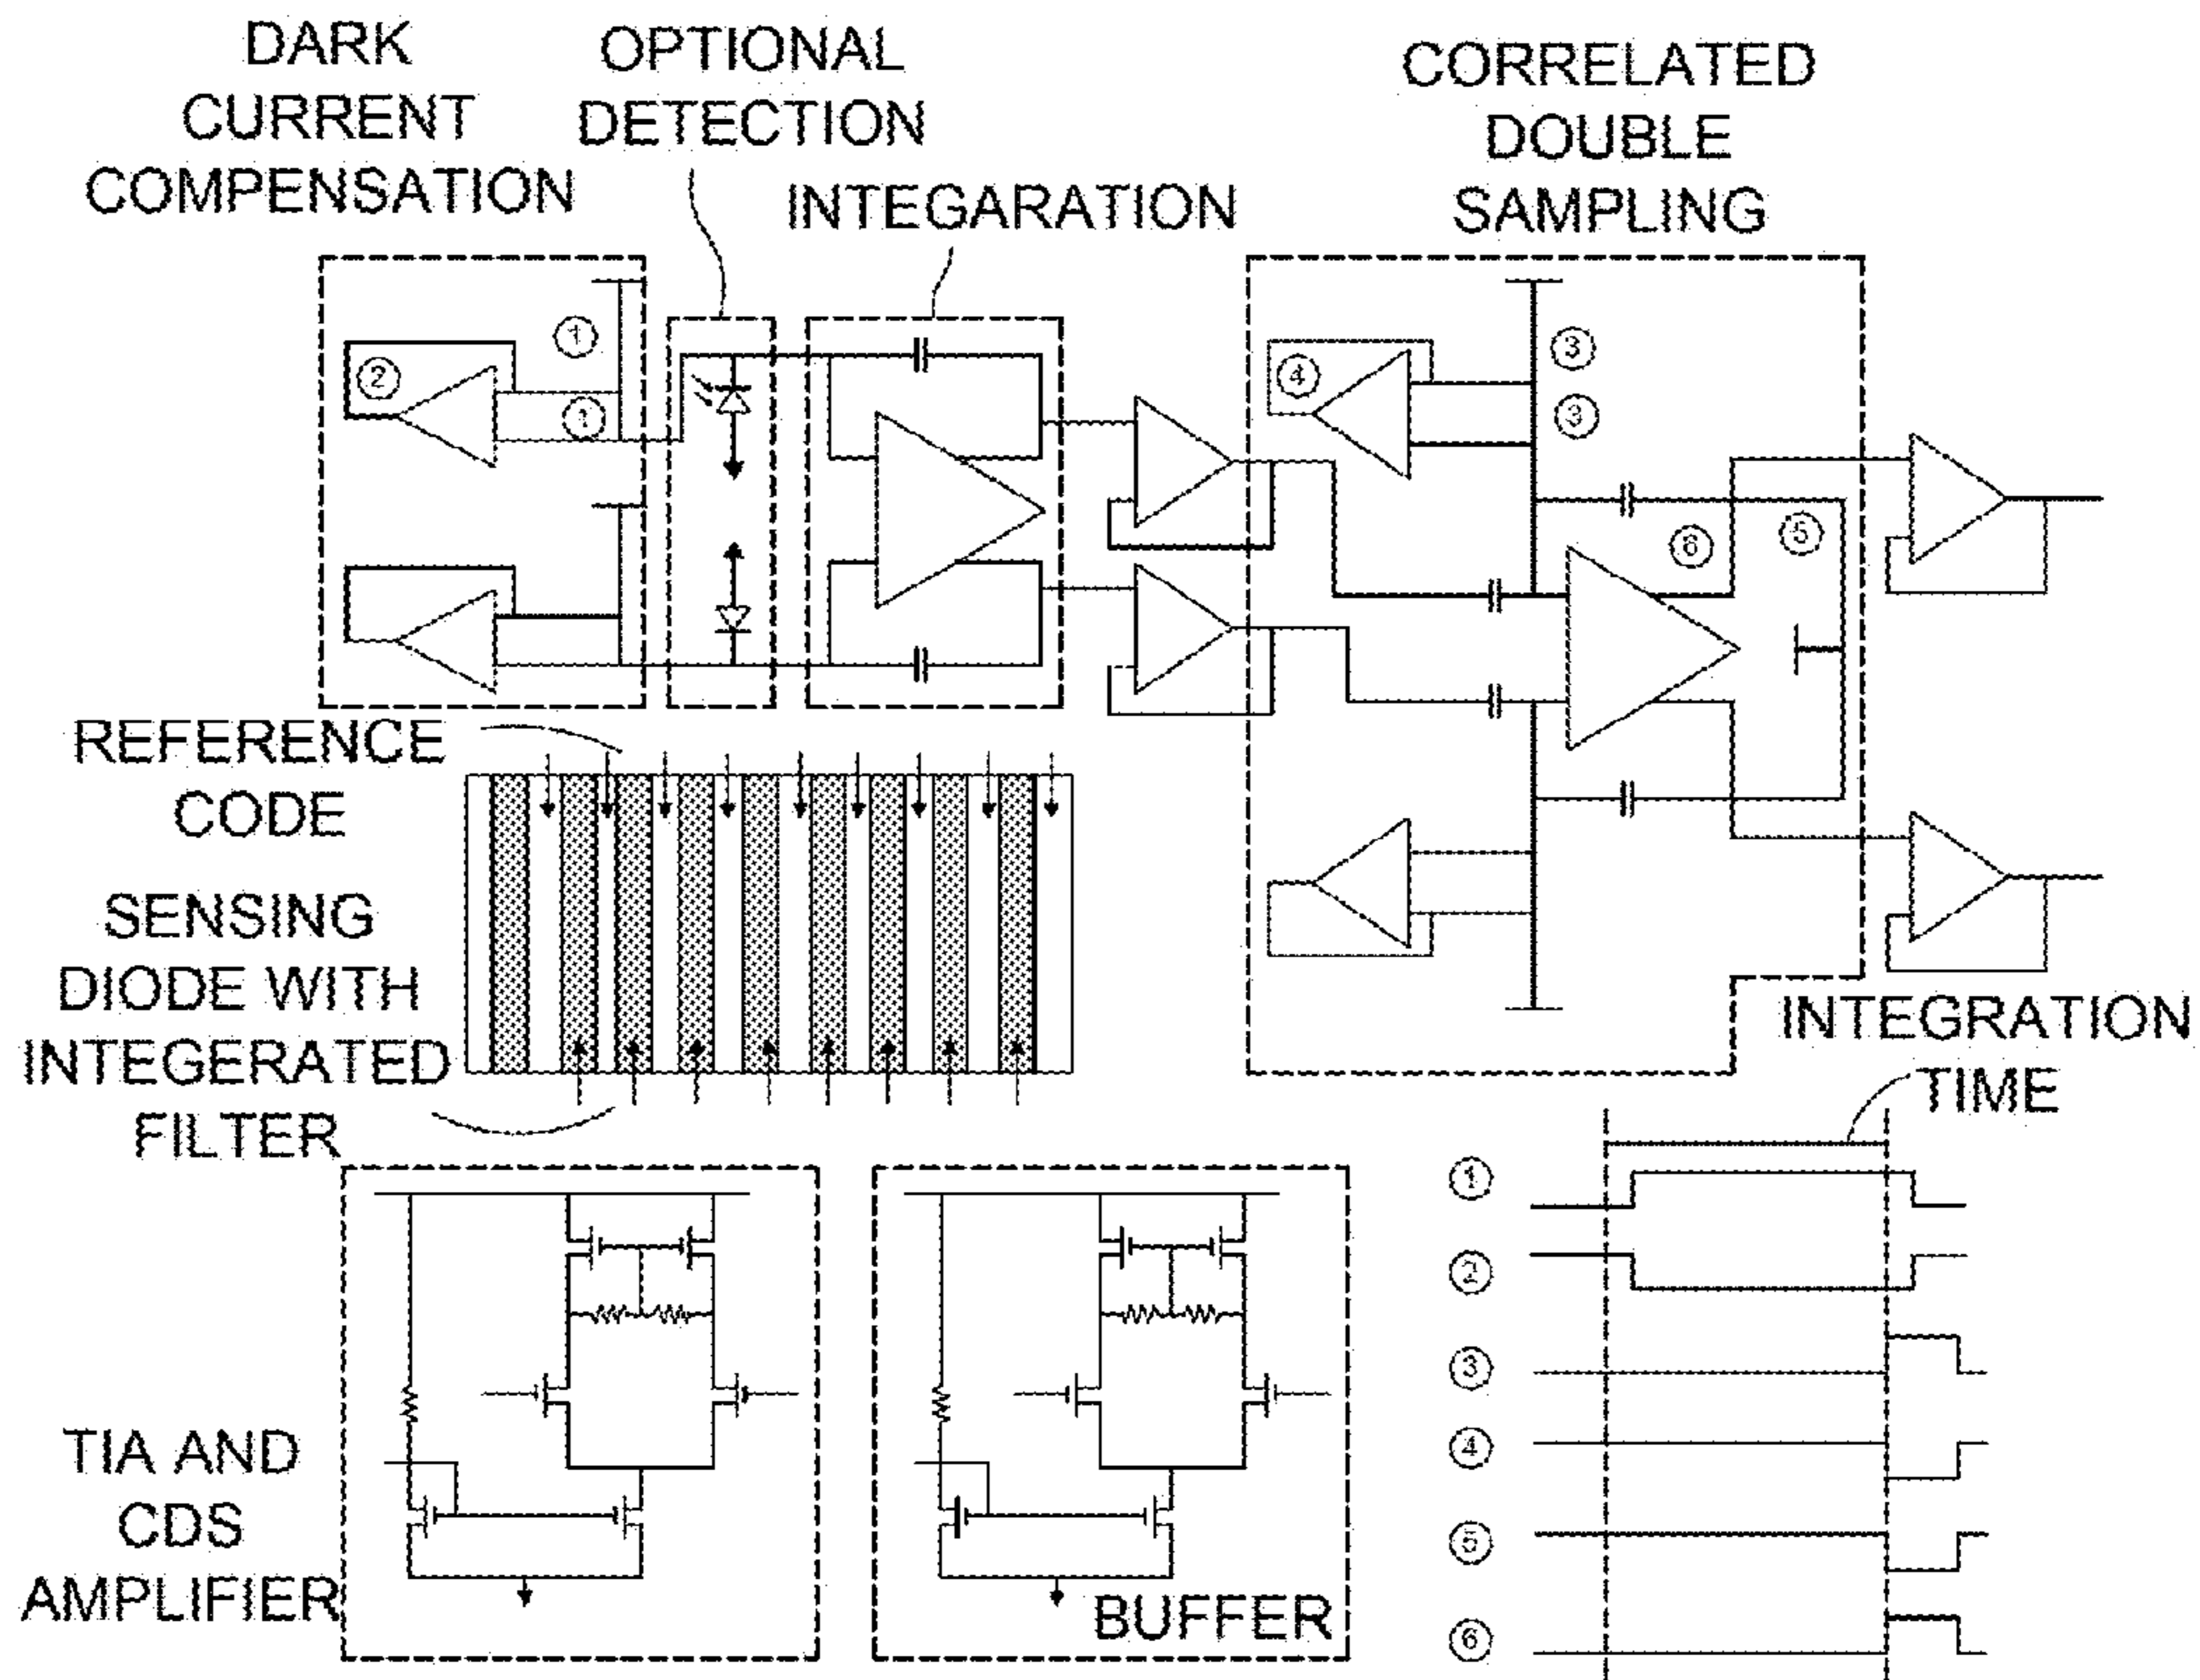 DARK
CURRENT
COMPENSATION
OPTIONAL
DETECTION
INTEGARATION
CORRELATED
DOUBLE
SAMPLING
①
②
①
③
④
③
⑥
⑤
REFERENCE
CODE
SENSING
DIODE WITH
INTEGERATED
FILTER
INTEGRATION
TIME
①
②
③
④
⑤
⑥
TIA AND
CDS
AMPLIFIER
BUFFER